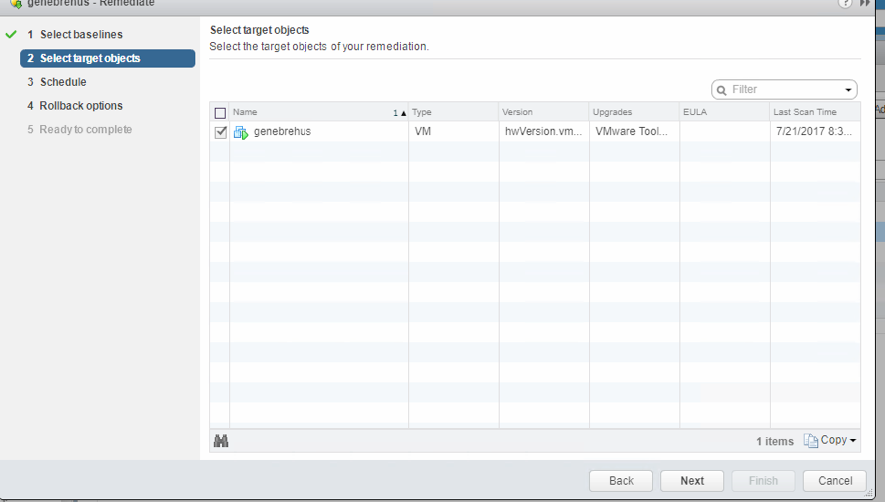 genebrehus - Remediate
1 Select baselines
2 Select target objects
3 Schedule
4 Rollback options
5 Ready to complete
Select target objects
Select the target objects of your remediation.
Filter
Name 1 Type Version Upgrades EULA Last Scan Time
genebrehus VM hwVersion.vm... VMware Tool... 7/21/2017 8:3...
1 items Copy
Back Next Finish Cancel